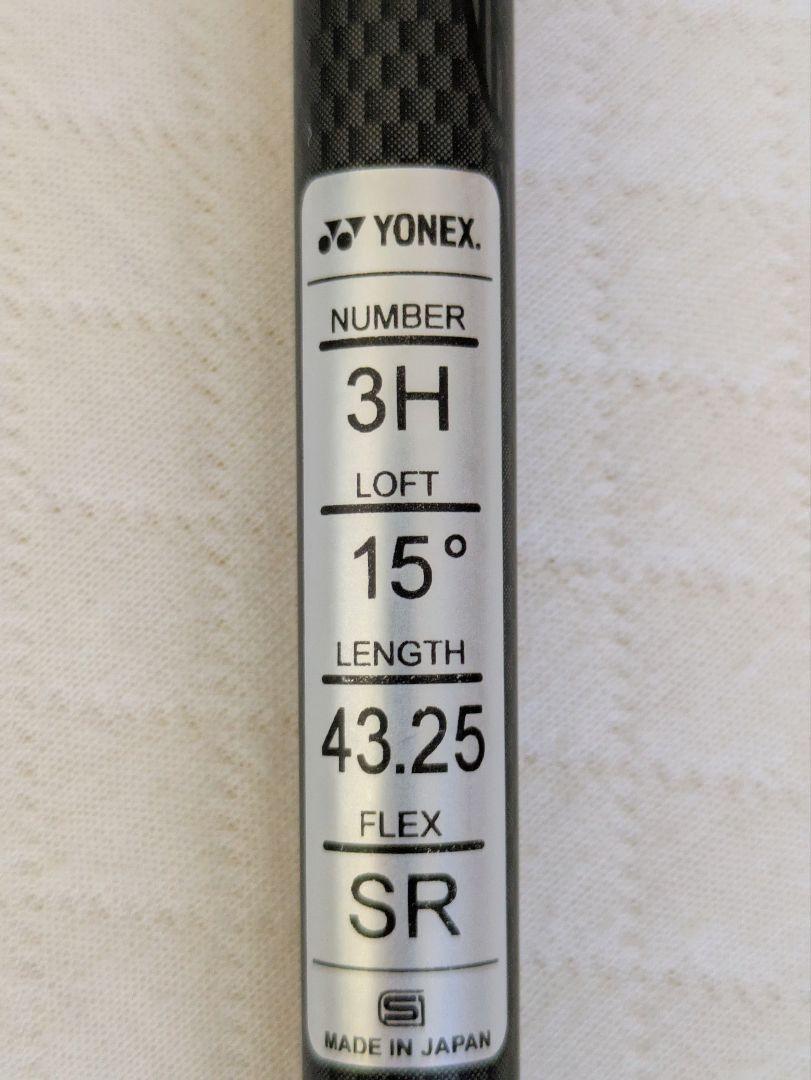 YONEX.
NUMBER
3H
LOFT
15°
LENGTH
43.25
FLEX
SR
MADE IN JAPAN